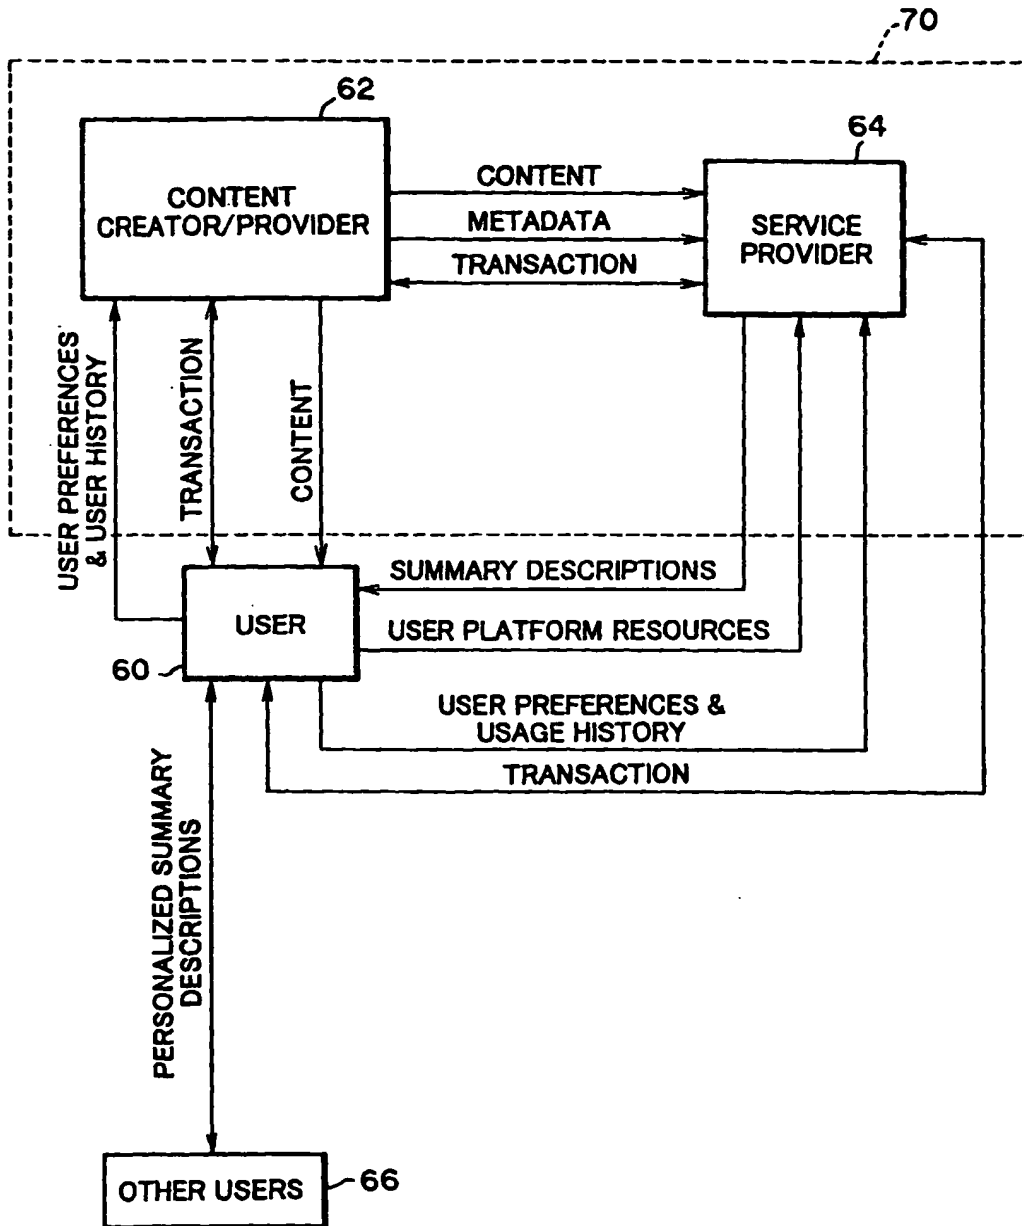 70
62
CONTENT
CREATOR/PROVIDER
64
SERVICE
PROVIDER
CONTENT
METADATA
TRANSACTION
USER PREFERENCES
& USER HISTORY
TRANSACTION
CONTENT
SUMMARY DESCRIPTIONS
USER
USER PLATFORM RESOURCES
60
USER PREFERENCES &
USAGE HISTORY
TRANSACTION
PERSONALIZED SUMMARY
DESCRIPTIONS
OTHER USERS
66